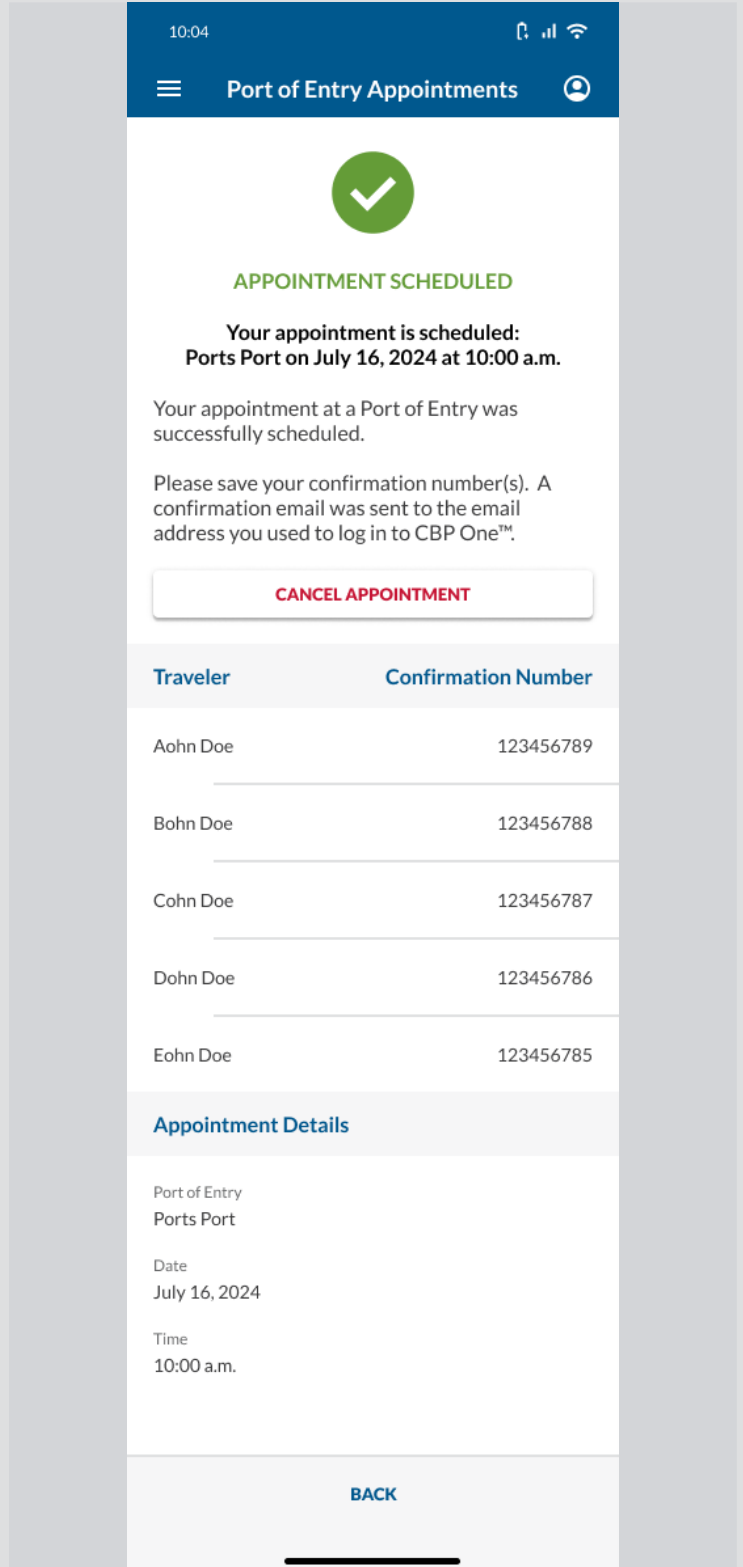 10:04
Port of Entry Appointments
APPOINTMENT SCHEDULED
Your appointment is scheduled:
Ports Port on July 16, 2024 at 10:00 a.m.
Your appointment at a Port of Entry was
successfully scheduled.
Please save your confirmation number(s).  A
confirmation email was sent to the email
address you used to log in to CBP One™.
CANCEL APPOINTMENT
Traveler Confirmation Number
Aohn Doe 123456789
Bohn Doe 123456788
Cohn Doe 123456787
Dohn Doe 123456786
Eohn Doe 123456785
Appointment Details
Port of Entry
Ports Port
Date
July 16, 2024
Time
10:00 a.m.
BACK